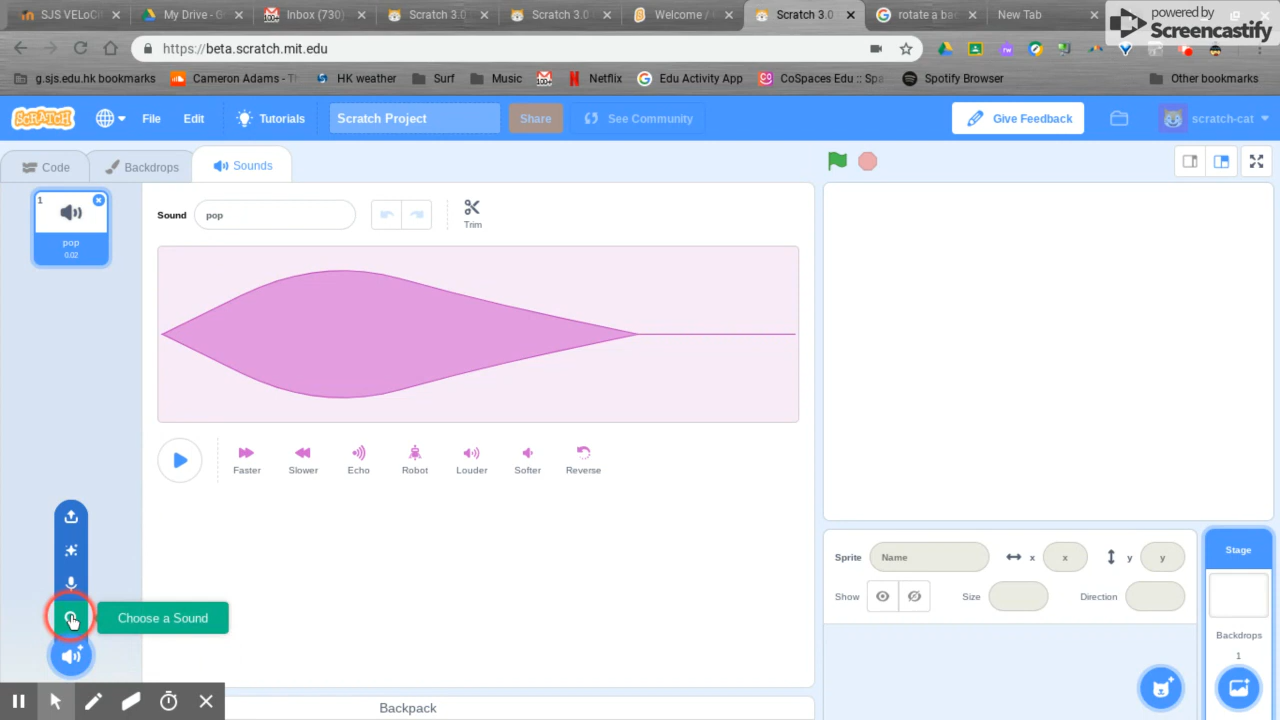 SJS VELoCi
My Drive - G
Inbox (730)
Scratch 3.0
Scratch 3.0
Welcome /
Scratch 3.0
rotate a ba
New Tab
powered by
Screencastify
https://beta.scratch.mit.edu
g.sjs.edu.hk bookmarks
Cameron Adams - Th
HK weather
Surf
Music
Netflix
Edu Activity App
CoSpaces Edu :: Spa
Spotify Browser
Other bookmarks
SCRATCH
File
Edit
Tutorials
Scratch Project
Share
See Community
Give Feedback
scratch-cat
Code
Backdrops
Sounds
1
pop
0.02
Sound
pop
Trim
Faster
Slower
Echo
Robot
Louder
Softer
Reverse
Choose a Sound
Backpack
Sprite
Name
x
x
y
y
Show
Size
Direction
Stage
Backdrops
1